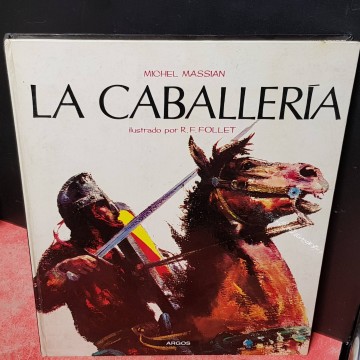 MICHEL MASSIAN
LA CABALLERÍA
ilustrado por R. F. FOLLET
ARGOS